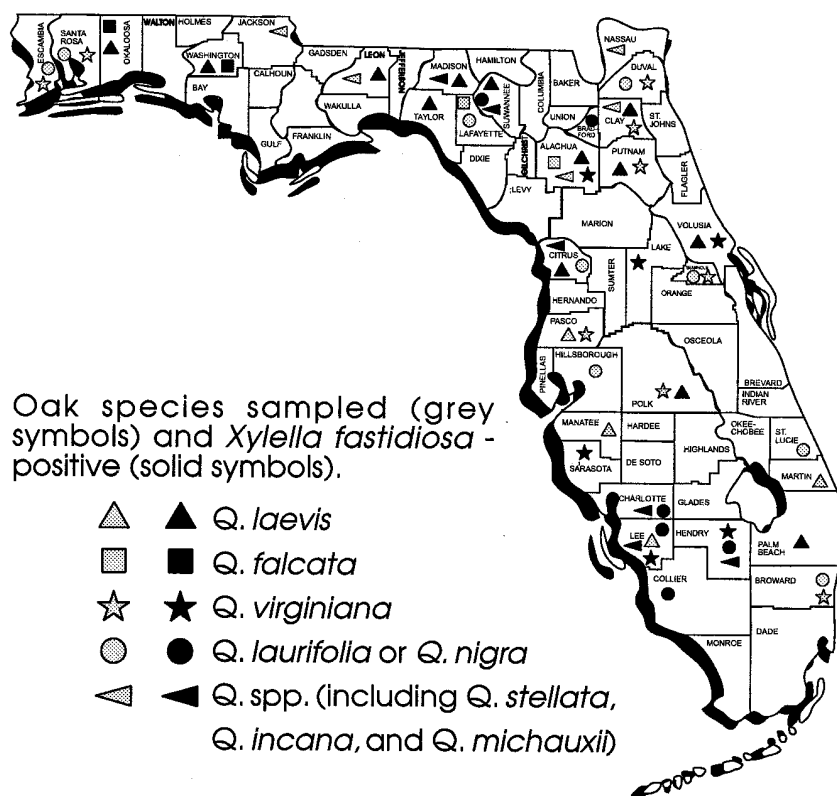 NASSAU
JACKSON
HOLMES
WALTON
SANTA
ROSA
ESCAMBIA
OKALOOSA
WASHINGTON
GADSDEN
LEON
JEFFERSON
MADISON
HAMILTON
DUVAL
BAKER
COLUMBIA
SUWANNEE
CALHOUN
BAY
WAKULLA
TAYLOR
LAFAYETTE
UNION
BRAD-
FORD
CLAY
ST.
JOHNS
GULF
FRANKLIN
DIXIE
GILCHRIST
ALACHUA
PUTNAM
FLAGLER
LEVY
MARION
VOLUSIA
LAKE
CITRUS
SUMTER
ORANGE
HERNANDO
PASCO
OSCEOLA
HILLSBOROUGH
PINELLAS
POLK
BREVARD
INDIAN
RIVER
MANATEE
HARDEE
OKEE-
CHOBEE
ST.
LUCIE
HIGHLANDS
SARASOTA
DE SOTO
MARTIN
CHARLOTTE
GLADES
LEE
HENDRY
PALM
BEACH
COLLIER
BROWARD
MONROE
DADE
Oak species sampled (grey
symbols) and Xylella fastidiosa -
positive (solid symbols).
Q. laevis
Q. falcata
Q. virginiana
Q. laurifolia or Q. nigra
Q. spp. (including Q. stellata,
Q. incana, and Q. michauxii)